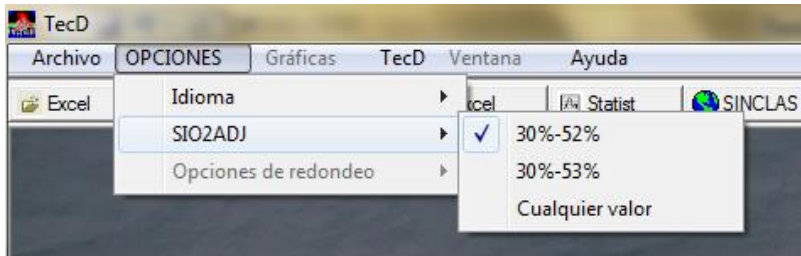 TecD
Archivo OPCIONES Gráficas TecD Ventana Ayuda
Excel Idioma xcel Statist SINCLAS
SIO2ADJ 30%-52%
Opciones de redondeo 30%-53%
Cualquier valor